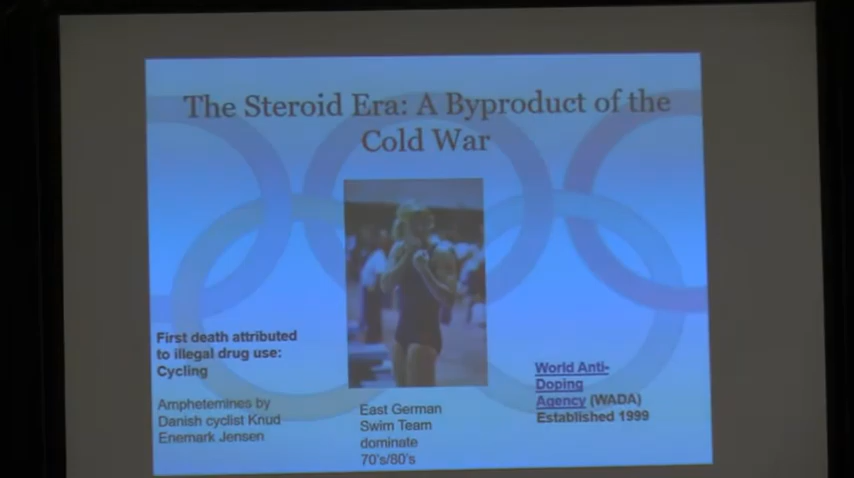 The Steroid Era: A Byproduct of the
Cold War
First death attributed
to illegal drug use:
Cycling
Amphetemines by
Danish cyclist Knud
Enemark Jensen
East German
Swim Team
dominate
70's/80's
World Anti-
Doping
Agency (WADA)
Established 1999